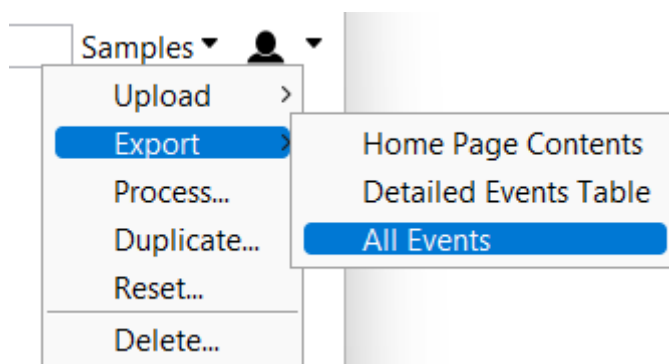 Samples
Upload
Export
Process...
Duplicate...
Reset...
Delete...
Home Page Contents
Detailed Events Table
All Events